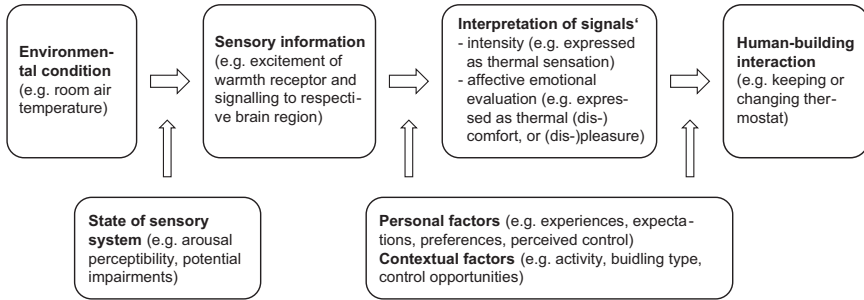 Environmen-
tal condition
(e.g. room air
temperature)
Sensory information
(e.g. excitement of
warmth receptor and
signalling to respecti-
ve brain region)
Interpretation of signals‘
- intensity (e.g. expressed
as thermal sensation)
- affective emotional
evaluation (e.g. expres-
sed as thermal (dis-)
comfort, or (dis-)pleasure)
Human-building
interaction
(e.g. keeping or
changing ther-
mostat)
State of sensory
system (e.g. arousal
perceptibility, potential
impairments)
Personal factors (e.g. experiences, expecta-
tions, preferences, perceived control)
Contextual factors (e.g. activity, buidling type,
control opportunities)